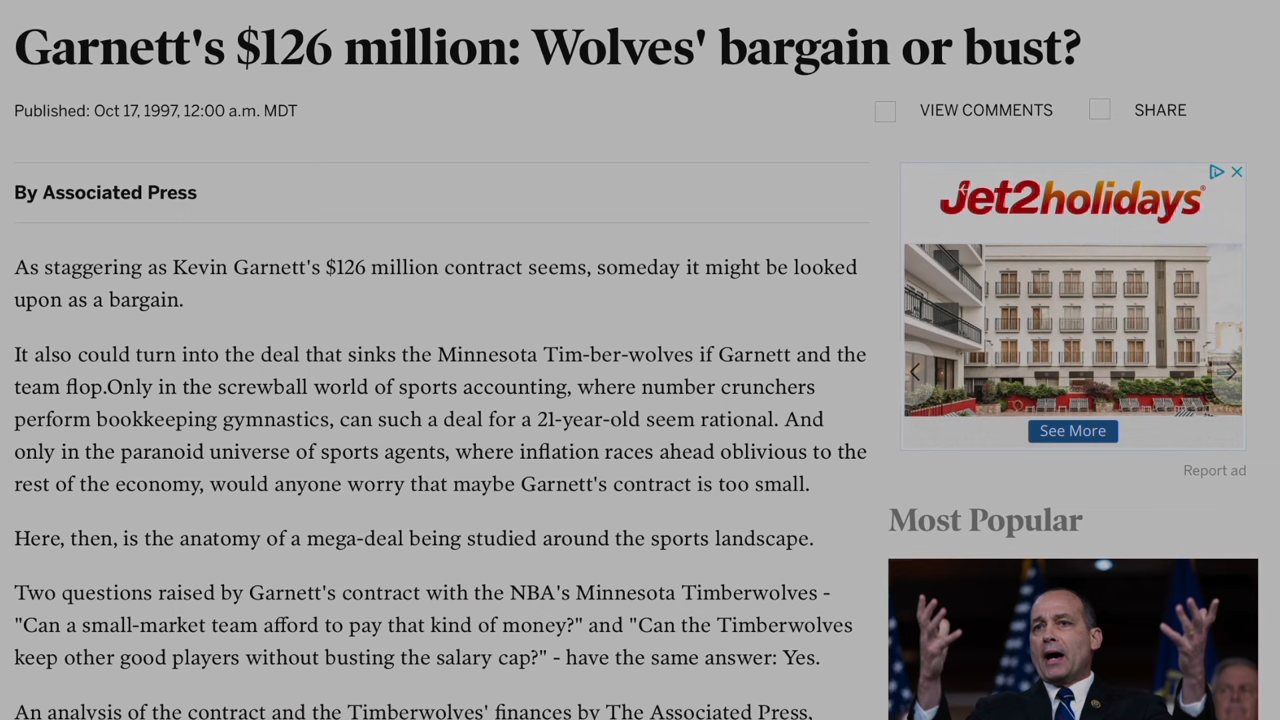 Garnett's $126 million: Wolves' bargain or bust?
Published: Oct 17, 1997, 12:00 a.m. MDT
VIEW COMMENTS
SHARE
By Associated Press
As staggering as Kevin Garnett's $126 million contract seems, someday it might be looked
upon as a bargain.
It also could turn into the deal that sinks the Minnesota Tim-ber-wolves if Garnett and the
team flop.Only in the screwball world of sports accounting, where number crunchers
perform bookkeeping gymnastics, can such a deal for a 21-year-old seem rational. And
only in the paranoid universe of sports agents, where inflation races ahead oblivious to the
rest of the economy, would anyone worry that maybe Garnett's contract is too small.
Here, then, is the anatomy of a mega-deal being studied around the sports landscape.
Two questions raised by Garnett's contract with the NBA's Minnesota Timberwolves -
"Can a small-market team afford to pay that kind of money?" and "Can the Timberwolves
keep other good players without busting the salary cap?" - have the same answer: Yes.
An analysis of the contract and the Timberwolves' finances by The Associated Press,
Jet2holidays®
See More
Report ad
Most Popular